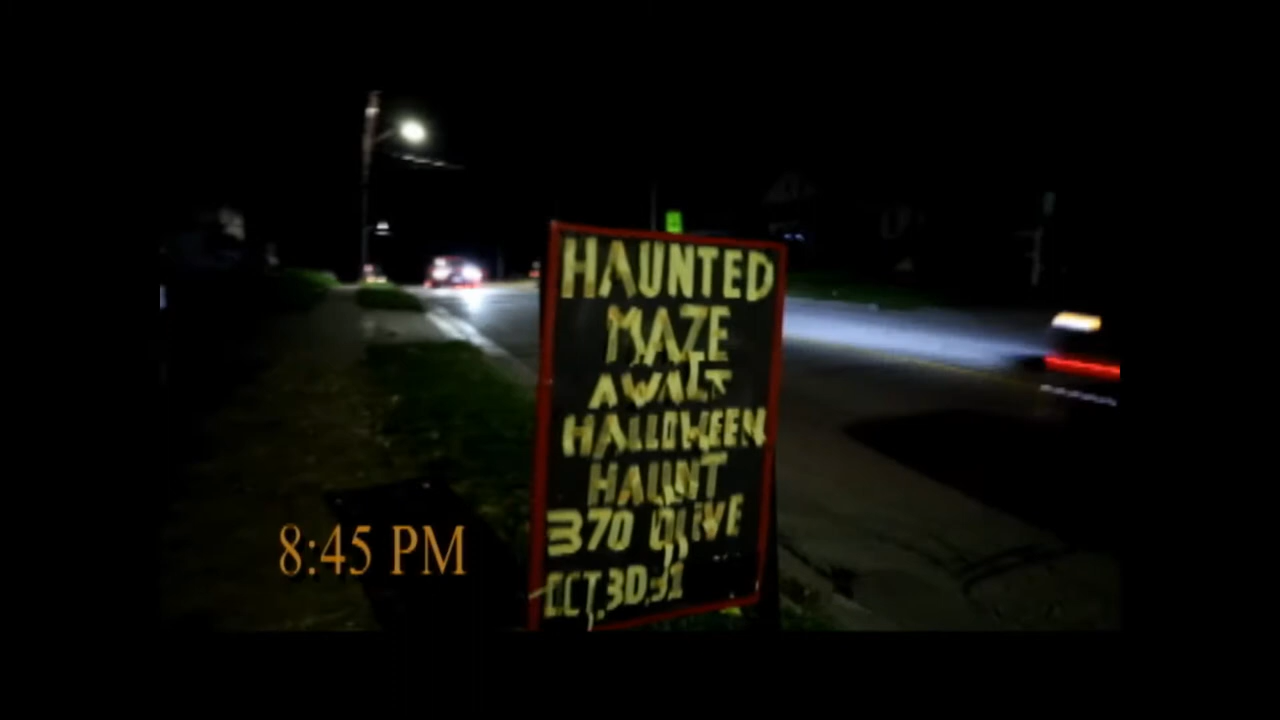 HAUNTED
MAZE
AWALT
HALLOWEEN
HAUNT
370 OLIVE
OCT.30,31
8:45 PM